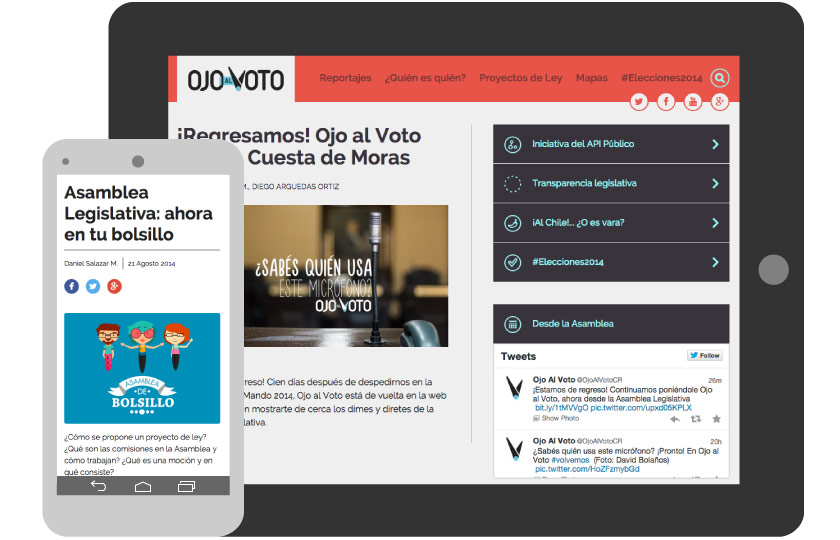 OJO AL VOTO
Reportajes ¿Quién es quién? Proyectos de Ley Mapas #Elecciones2014
¡Regresamos! Ojo al Voto
Cuesta de Moras
M., DIEGO ARGUEDAS ORTIZ
¿SABÉS QUIÉN USA
ESTE MICRÓFONO?
OJO-VOTO
reso! Cien días después de despedirnos en la
Mando 2014, Ojo al Voto está de vuelta en la web
n mostrarte de cerca los dimes y diretes de la
lativa.
Iniciativa del API Público
Transparencia legislativa
¡Al Chile!... ¿O es vara?
#Elecciones2014
Desde la Asamblea
Tweets Follow
Ojo Al Voto @OjoAlVotoCR 26m
¡Estamos de regreso! Continuamos poniéndole Ojo
al Voto, ahora desde la Asamblea Legislativa
bit.ly/1tMVVgO pic.twitter.com/upxd05KPLX
Show Photo
Ojo Al Voto @OjoAlVotoCR 20h
¿Sabés quién usa este micrófono? ¡Pronto! En Ojo al
Voto #volvemos (Foto: David Bolaños)
pic.twitter.com/HoZFzmybGd
Asamblea
Legislativa: ahora
en tu bolsillo
Daniel Salazar M. 21 Agosto 2014
ASAMBLEA
DE
BOLSILLO
¿Cómo se propone un proyecto de ley?
¿Qué son las comisiones en la Asamblea y
cómo trabajan? ¿Qué es una moción y en
qué consiste?